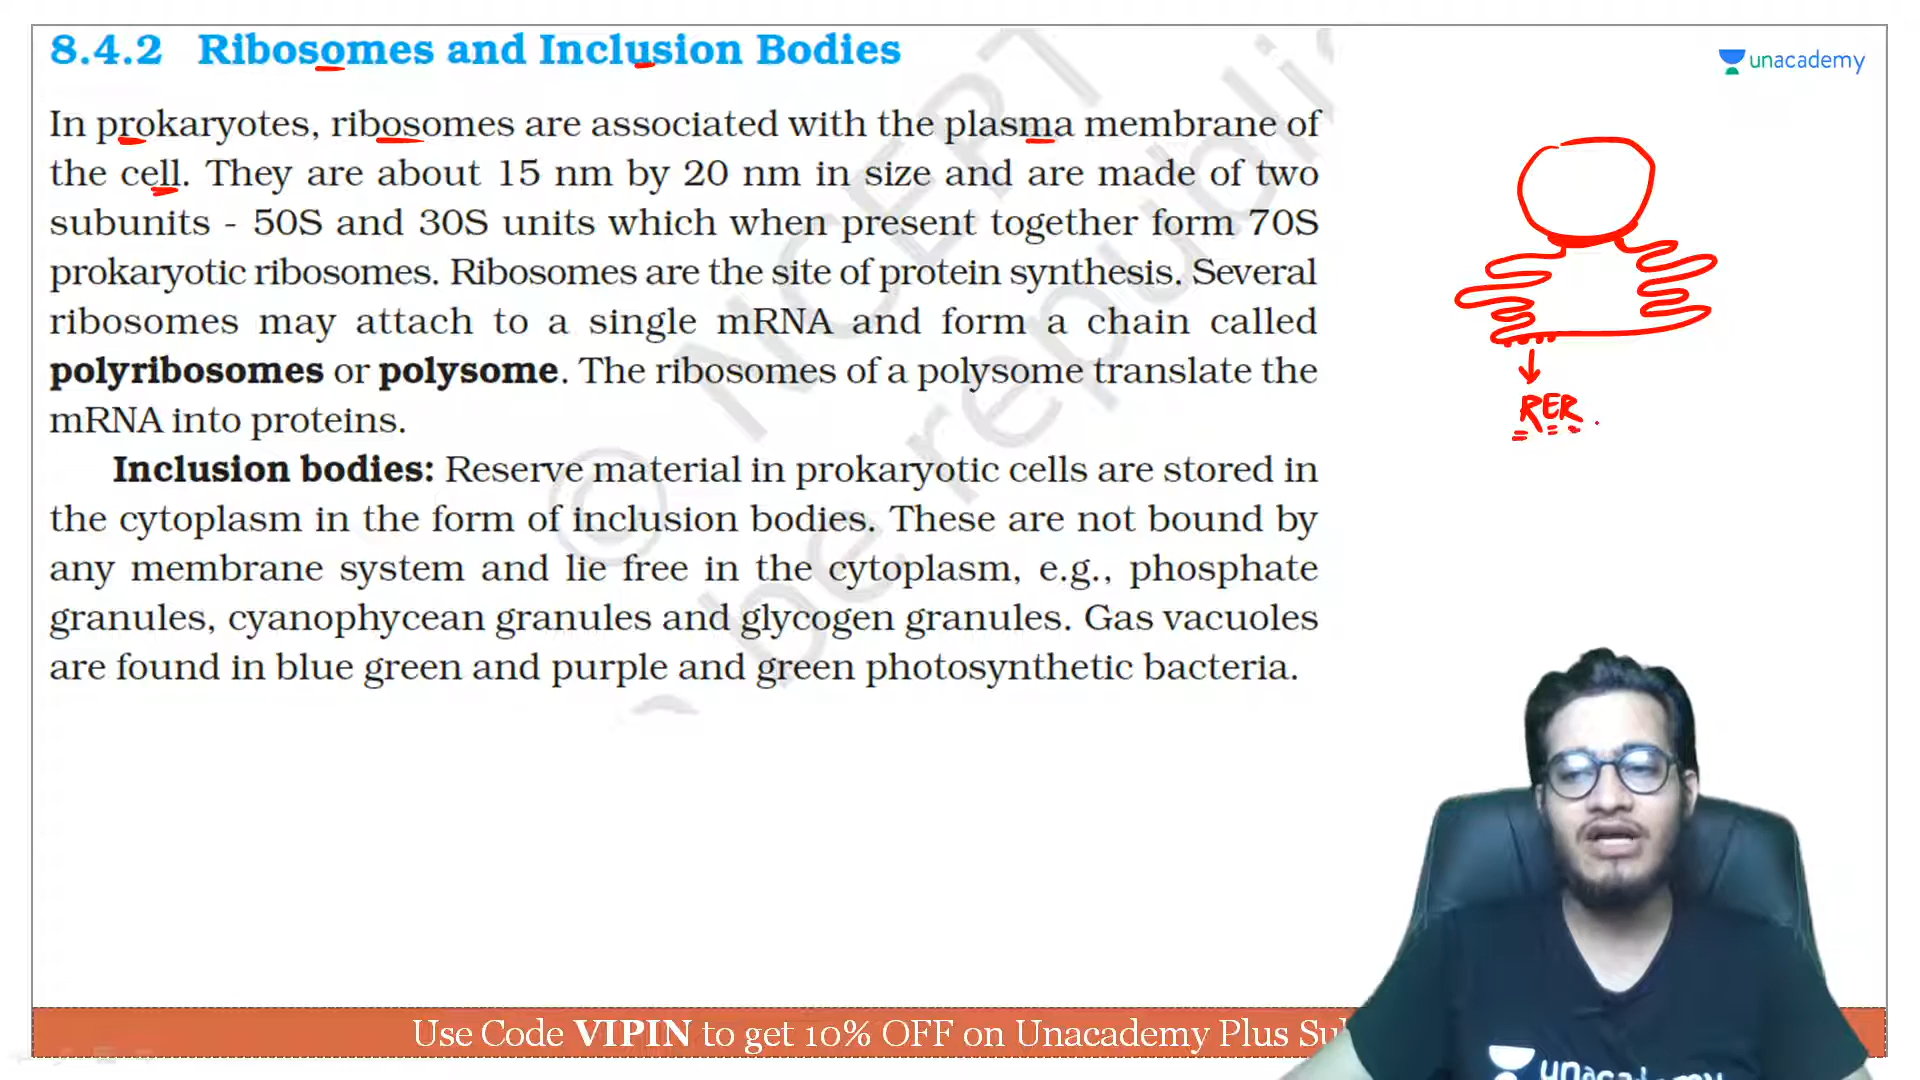 8.4.2 Ribosomes and Inclusion Bodies
unacademy
In prokaryotes, ribosomes are associated with the plasma membrane of
the cell. They are about 15 nm by 20 nm in size and are made of two
subunits - 50S and 30S units which when present together form 70S
prokaryotic ribosomes. Ribosomes are the site of protein synthesis. Several
ribosomes may attach to a single mRNA and form a chain called
polyribosomes or polysome. The ribosomes of a polysome translate the
mRNA into proteins.
RER
Inclusion bodies: Reserve material in prokaryotic cells are stored in
the cytoplasm in the form of inclusion bodies. These are not bound by
any membrane system and lie free in the cytoplasm, e.g., phosphate
granules, cyanophycean granules and glycogen granules. Gas vacuoles
are found in blue green and purple and green photosynthetic bacteria.
© NCERT
be republi
Use Code VIPIN to get 10% OFF on Unacademy Plus
unacademy